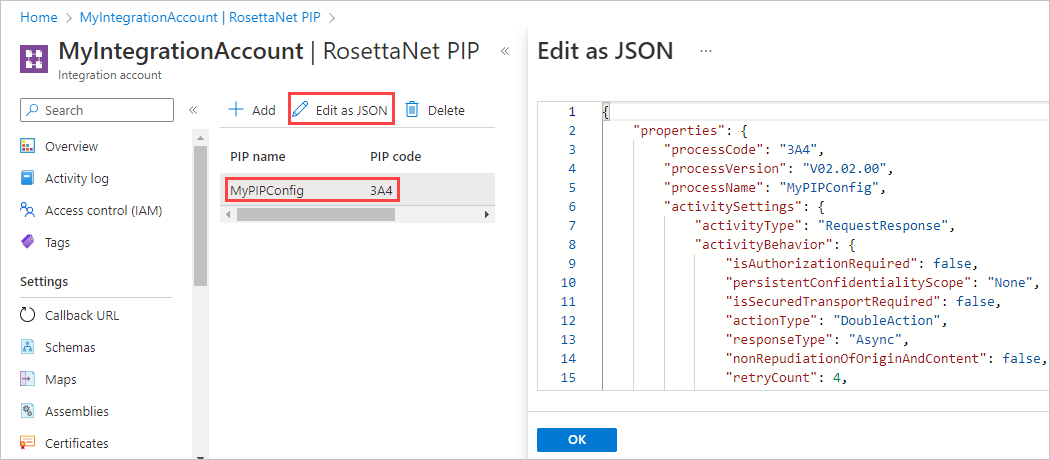 Home > MyIntegrationAccount | RosettaNet PIP >
MyIntegrationAccount | RosettaNet PIP «
Integration account
Search «
Overview
Activity log
Access control (IAM)
Tags
Settings
Callback URL
Schemas
Maps
Assemblies
Certificates
+ Add Edit as JSON Delete
PIP name PIP code
MyPIPConfig 3A4
Edit as JSON ...
1 {
2 "properties": {
3 "processCode": "3A4",
4 "processVersion": "V02.02.00",
5 "processName": "MyPIPConfig",
6 "activitySettings": {
7 "activityType": "RequestResponse",
8 "activityBehavior": {
9 "isAuthorizationRequired": false,
10 "persistentConfidentialityScope": "None",
11 "isSecuredTransportRequired": false,
12 "actionType": "DoubleAction",
13 "responseType": "Async",
14 "nonRepudiationOfOriginAndContent": false,
15 "retryCount": 4,
OK